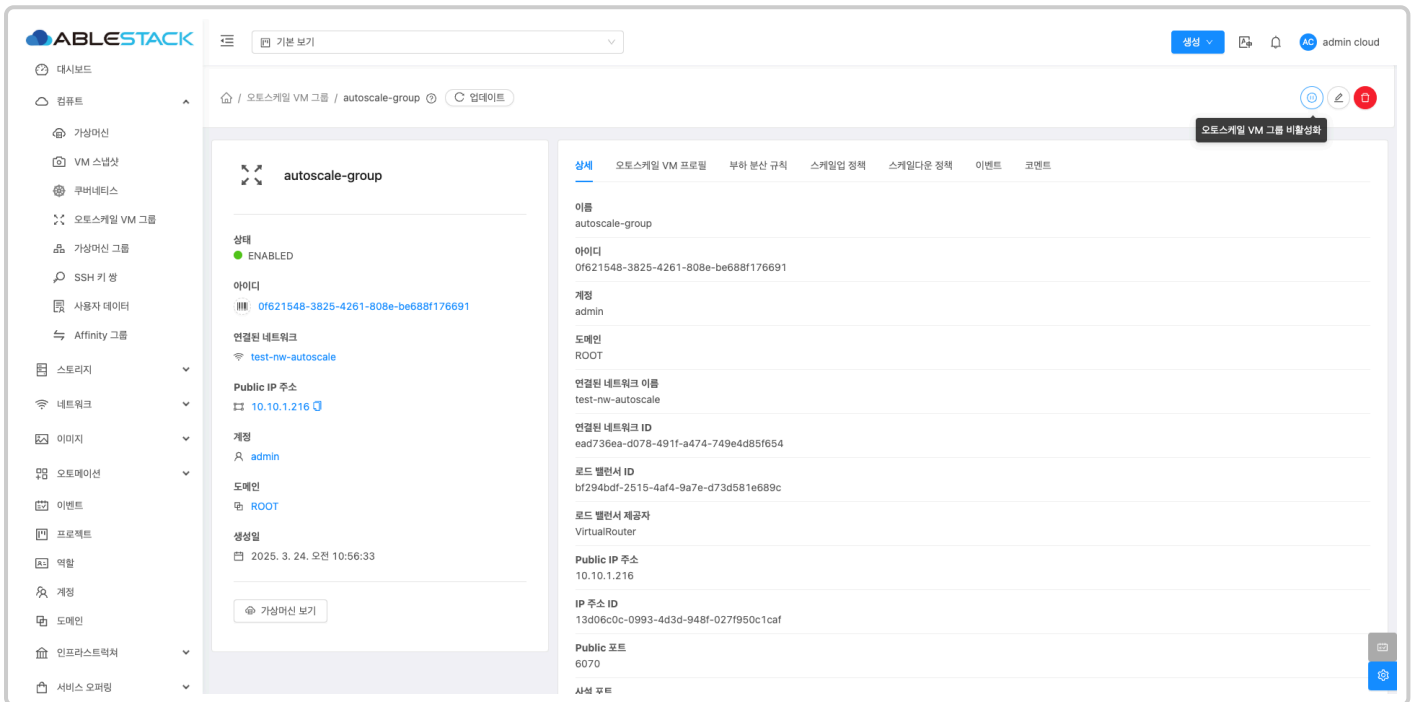 ABLESTACK
기본 보기
생성
AC
admin cloud
대시보드
컴퓨트
가상머신
VM 스냅샷
쿠버네티스
오토스케일 VM 그룹
가상머신 그룹
SSH 키 쌍
사용자 데이터
Affinity 그룹
스토리지
네트워크
이미지
오토메이션
이벤트
프로젝트
역할
계정
도메인
인프라스트럭쳐
서비스 오퍼링
/ 오토스케일 VM 그룹 / autoscale-group
업데이트
오토스케일 VM 그룹 비활성화
autoscale-group
상태
ENABLED
아이디
0f621548-3825-4261-808e-be688f176691
연결된 네트워크
test-nw-autoscale
Public IP 주소
10.10.1.216
계정
admin
도메인
ROOT
생성일
2025. 3. 24. 오전 10:56:33
가상머신 보기
상세 오토스케일 VM 프로필 부하 분산 규칙 스케일업 정책 스케일다운 정책 이벤트 코멘트
이름
autoscale-group
아이디
0f621548-3825-4261-808e-be688f176691
계정
admin
도메인
ROOT
연결된 네트워크 이름
test-nw-autoscale
연결된 네트워크 ID
ead736ea-d078-491f-a474-749e4d85f654
로드 밸런서 ID
bf294bdf-2515-4af4-9a7e-d73d581e689c
로드 밸런서 제공자
VirtualRouter
Public IP 주소
10.10.1.216
IP 주소 ID
13d06c0c-0993-4d3d-948f-027f950c1caf
Public 포트
6070
사설 포트